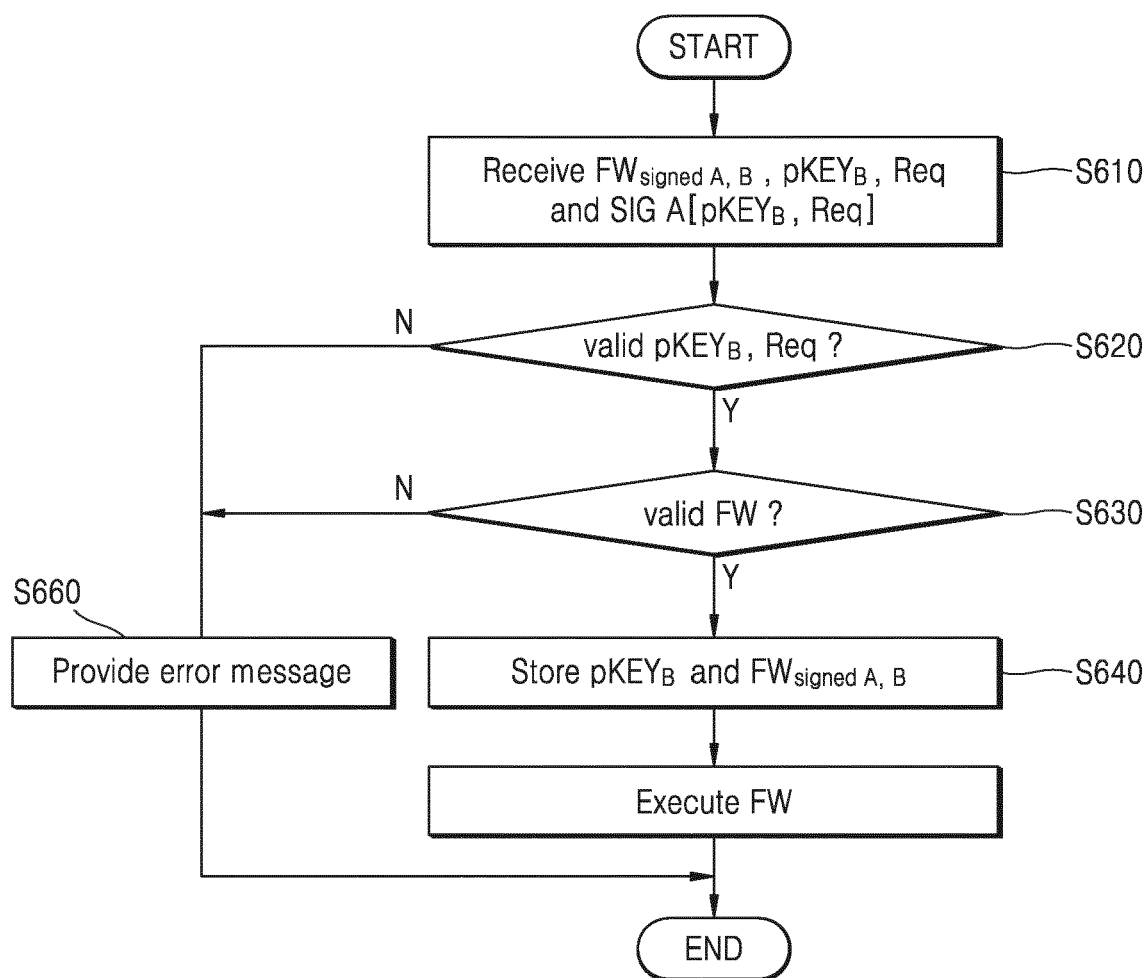 START
Receive FWsigned A, B , pKEYB, Req
and SIG A[pKEYB, Req]
S610
N
valid pKEYB, Req ?
S620
Y
N
valid FW ?
S630
Y
S660
Provide error message
Store pKEYB and FWsigned A, B
S640
Execute FW
END